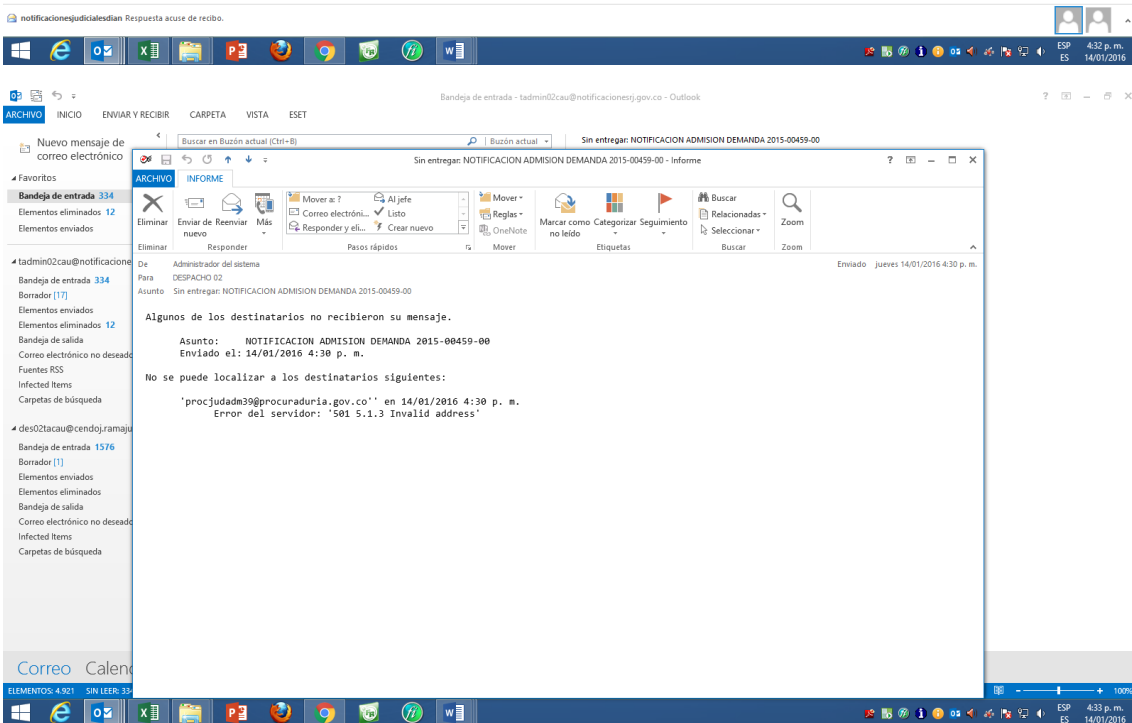 notificacionesjudicialesdian Respuesta acuse de recibo.
ESP 4:32 p. m.
ES 14/01/2016
Bandeja de entrada - tadmin02cau@notificacionesrj.gov.co - Outlook
ARCHIVO INICIO ENVIAR Y RECIBIR CARPETA VISTA ESET
Nuevo mensaje de
correo electrónico
Buscar en Buzón actual (Ctrl+B) Buzón actual
Sin entregar: NOTIFICACION ADMISION DEMANDA 2015-00459-00
Favoritos
Bandeja de entrada 334
Elementos eliminados 12
Elementos enviados
tadmin02cau@notificacione
Bandeja de entrada 334
Borrador [17]
Elementos enviados
Elementos eliminados 12
Bandeja de salida
Correo electrónico no deseado
Fuentes RSS
Infected Items
Carpetas de búsqueda
des02tacau@cendoj.ramaju
Bandeja de entrada 1576
Borrador [1]
Elementos enviados
Elementos eliminados
Bandeja de salida
Correo electrónico no deseado
Infected Items
Carpetas de búsqueda
Sin entregar: NOTIFICACION ADMISION DEMANDA 2015-00459-00 - Informe
ARCHIVO INFORME
Eliminar
Enviar de nuevo
Reenviar
Más
Mover a: ?
Correo electróni...
Responder y eli...
Al jefe
Listo
Crear nuevo
Mover
Reglas
OneNote
Marcar como no leído
Categorizar
Seguimiento
Buscar
Relacionadas
Seleccionar
Zoom
Eliminar Responder Pasos rápidos Mover Etiquetas Buscar Zoom
De Administrador del sistema Enviado jueves 14/01/2016 4:30 p. m.
Para DESPACHO 02
Asunto Sin entregar: NOTIFICACION ADMISION DEMANDA 2015-00459-00
Algunos de los destinatarios no recibieron su mensaje.
Asunto: NOTIFICACION ADMISION DEMANDA 2015-00459-00
Enviado el: 14/01/2016 4:30 p. m.
No se puede localizar a los destinatarios siguientes:
'procjudadm39@procuraduria.gov.co'' en 14/01/2016 4:30 p. m.
Error del servidor: '501 5.1.3 Invalid address'
Correo Calend
ELEMENTOS: 4.921 SIN LEER: 334
100%
ESP 4:33 p. m.
ES 14/01/2016